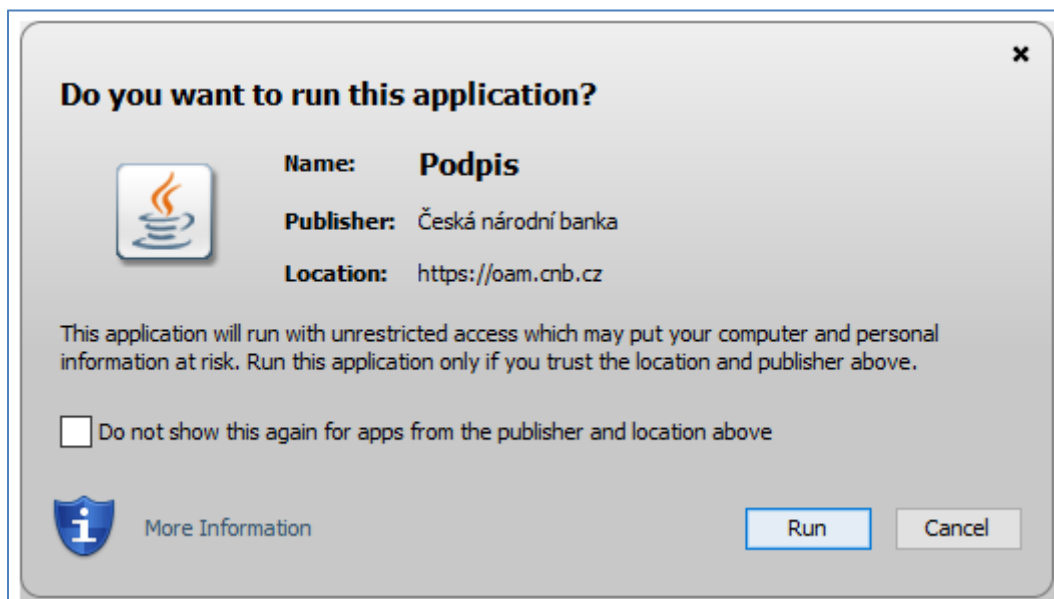 Do you want to run this application?
Name: Podpis
Publisher: Česká národní banka
Location: https://oam.cnb.cz
This application will run with unrestricted access which may put your computer and personal
information at risk. Run this application only if you trust the location and publisher above.
Do not show this again for apps from the publisher and location above
More Information
Run Cancel